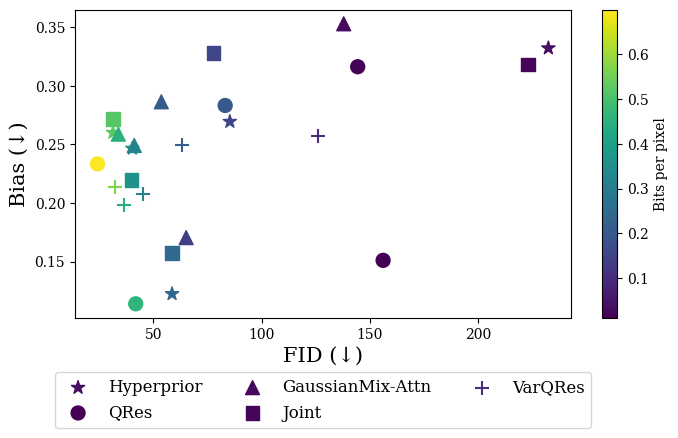 0.35
0.30
0.25
0.20
0.15
Bias (↓)
50
100
150
200
FID (↓)
0.6
0.5
0.4
0.3
0.2
0.1
Bits per pixel
Hyperprior
GaussianMix-Attn
VarQRes
QRes
Joint